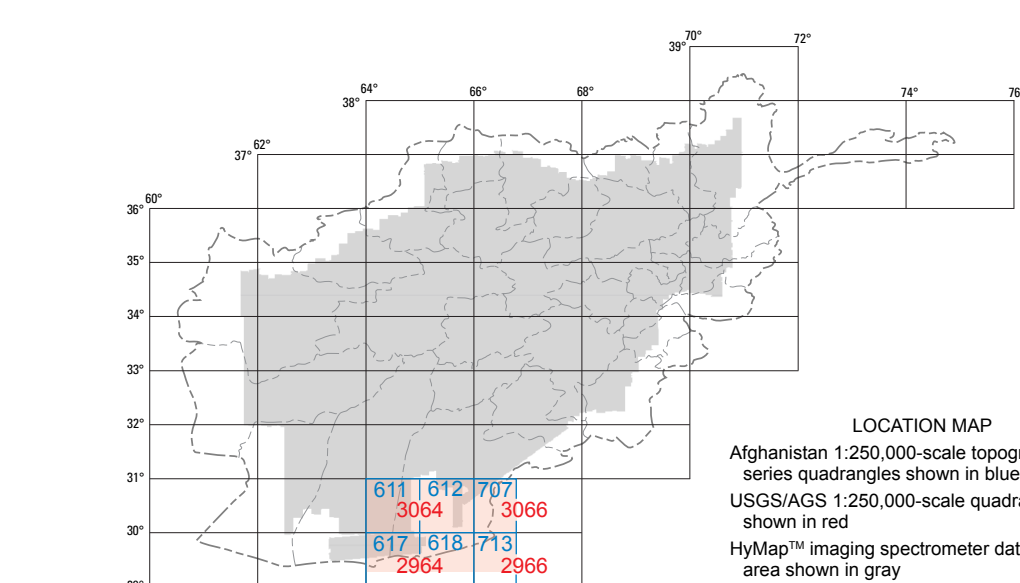 70° 72°
39°
64° 66° 68° 74° 76
38°
62°
37°
60°
36°
35°
34°
33°
32°
31°
30°
611 612 707
3064 3066
617 618 713
2964 2966
LOCATION MAP
Afghanistan 1:250,000-scale topogr
series quadrangles shown in blue
USGS/AGS 1:250,000-scale quadra
shown in red
HyMap™ imaging spectrometer dat
area shown in gray